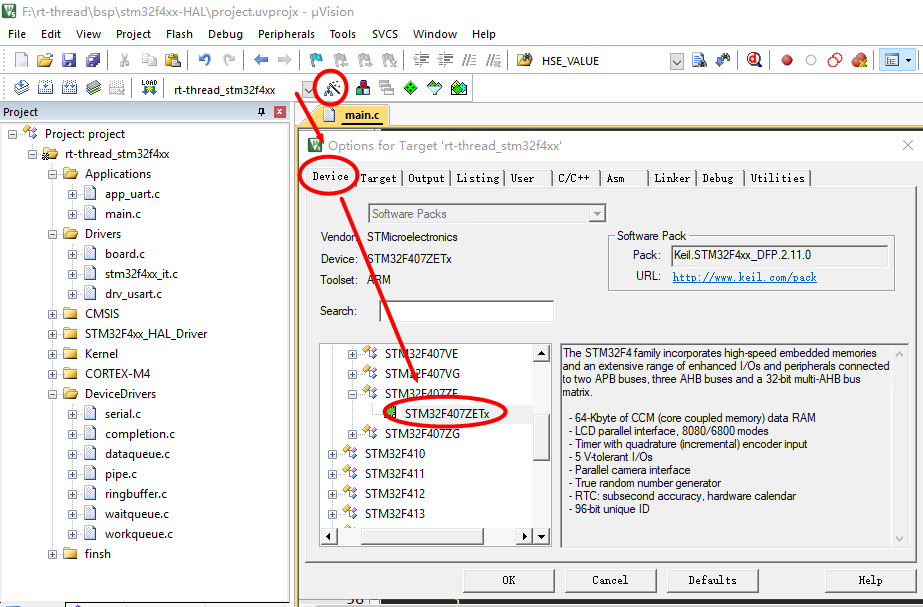 F:\rt-thread\bsp\stm32f4xx-HAL\project.uvprojx - µVision
File Edit View Project Flash Debug Peripherals Tools SVCS Window Help
HSE_VALUE
LOAD
rt-thread_stm32f4xx
Project
Project: project
rt-thread_stm32f4xx
Applications
app_uart.c
main.c
Drivers
board.c
stm32f4xx_it.c
drv_usart.c
CMSIS
STM32F4xx_HAL_Driver
Kernel
CORTEX-M4
DeviceDrivers
serial.c
completion.c
dataqueue.c
pipe.c
ringbuffer.c
waitqueue.c
workqueue.c
finsh
main.c
Options for Target 'rt-thread_stm32f4xx'
Device Target Output Listing User C/C++ Asm Linker Debug Utilities
Software Packs
Vendor: STMicroelectronics
Device: STM32F407ZETx
Toolset: ARM
Search:
Software Pack
Pack: Keil.STM32F4xx_DFP.2.11.0
URL: http://www.keil.com/pack
STM32F407VE
STM32F407VG
STM32F407ZE
STM32F407ZETx
STM32F407ZG
STM32F410
STM32F411
STM32F412
STM32F413
The STM32F4 family incorporates high-speed embedded memories
and an extensive range of enhanced I/Os and peripherals connected
to two APB buses, three AHB buses and a 32-bit multi-AHB bus
matrix.
- 64-Kbyte of CCM (core coupled memory) data RAM
- LCD parallel interface, 8080/6800 modes
- Timer with quadrature (incremental) encoder input
- 5 V-tolerant I/Os
- Parallel camera interface
- True random number generator
- RTC: subsecond accuracy, hardware calendar
- 96-bit unique ID
OK Cancel Defaults Help